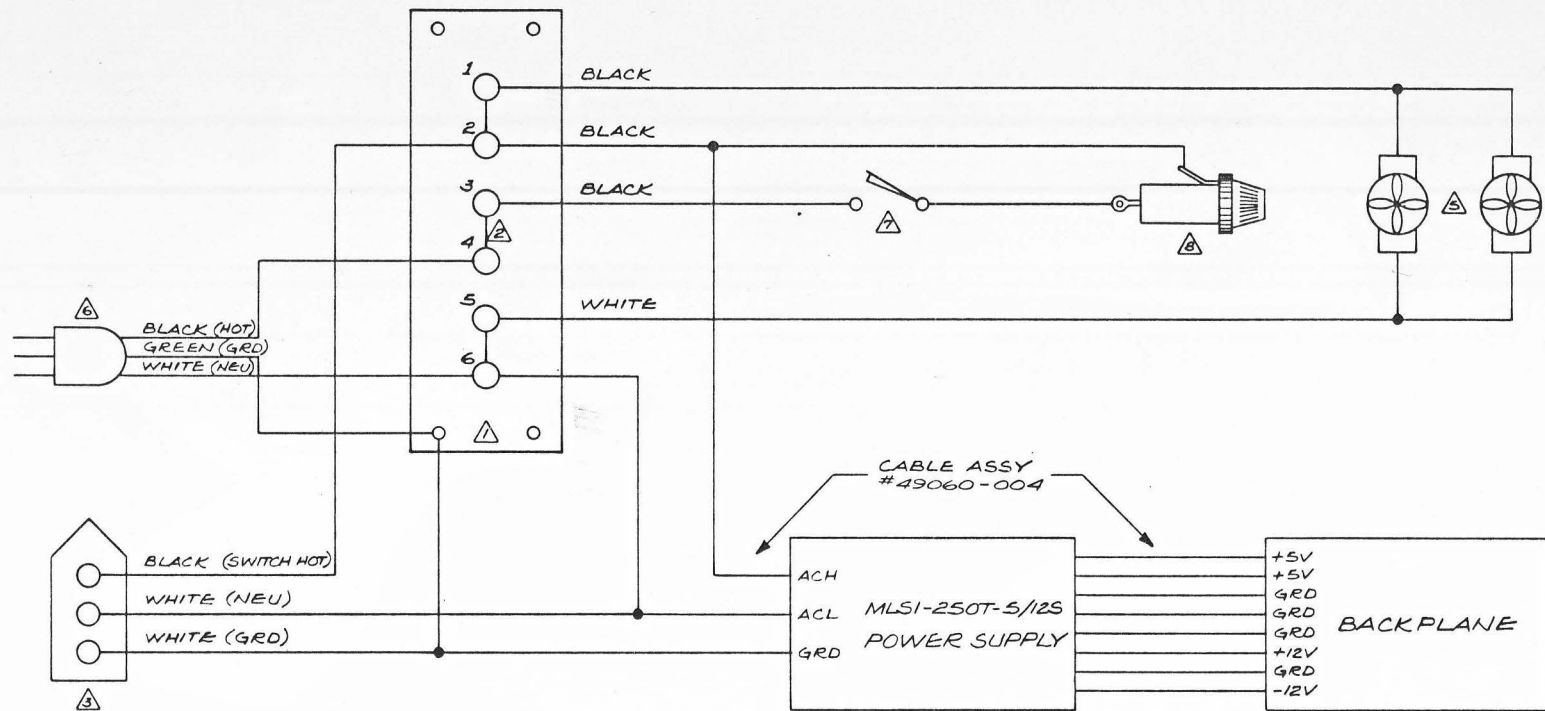 1
BLACK
2
BLACK
3
BLACK
2
4
7
8
5
5
WHITE
6
BLACK (HOT)
GREEN (GRD)
WHITE (NEU)
6
1
CABLE ASSY
#49060-004
BLACK (SWITCH HOT)
WHITE (NEU)
WHITE (GRD)
3
ACH
ACL
GRD
MLSI-250T-5/12S
POWER SUPPLY
+5V
+5V
GRD
GRD
GRD
+12V
GRD
-12V
BACKPLANE